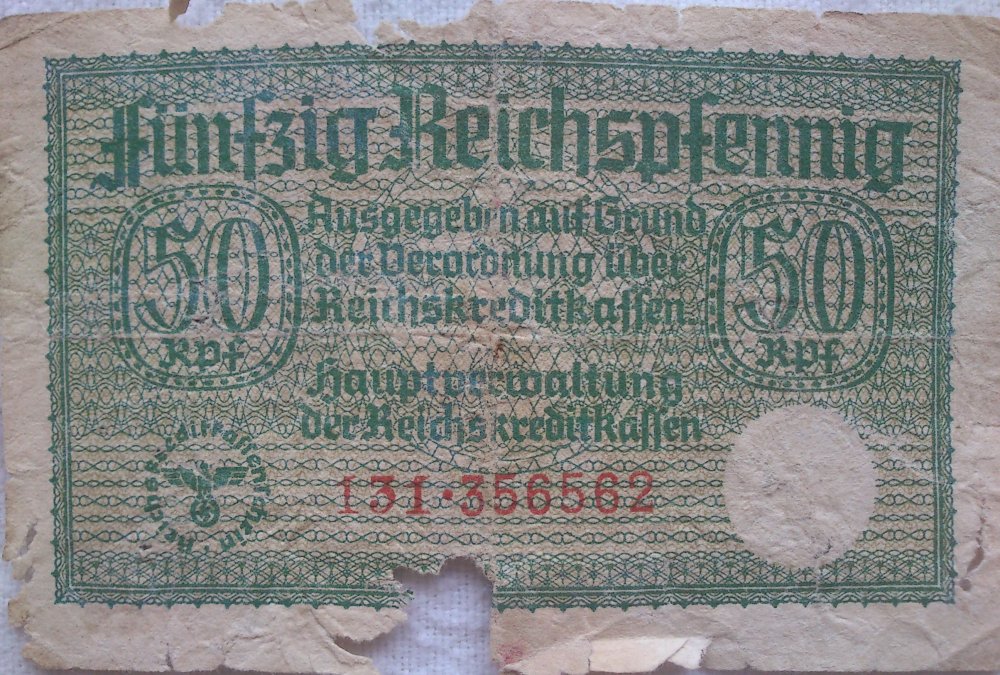 Fünfzig Reichspfennig
50
Rpf
Ausgegeben auf Grund
der Verordnung über
Reichskreditkassen.
50
Rpf
Hauptverwaltung
der Reichskreditkassen
131·356562